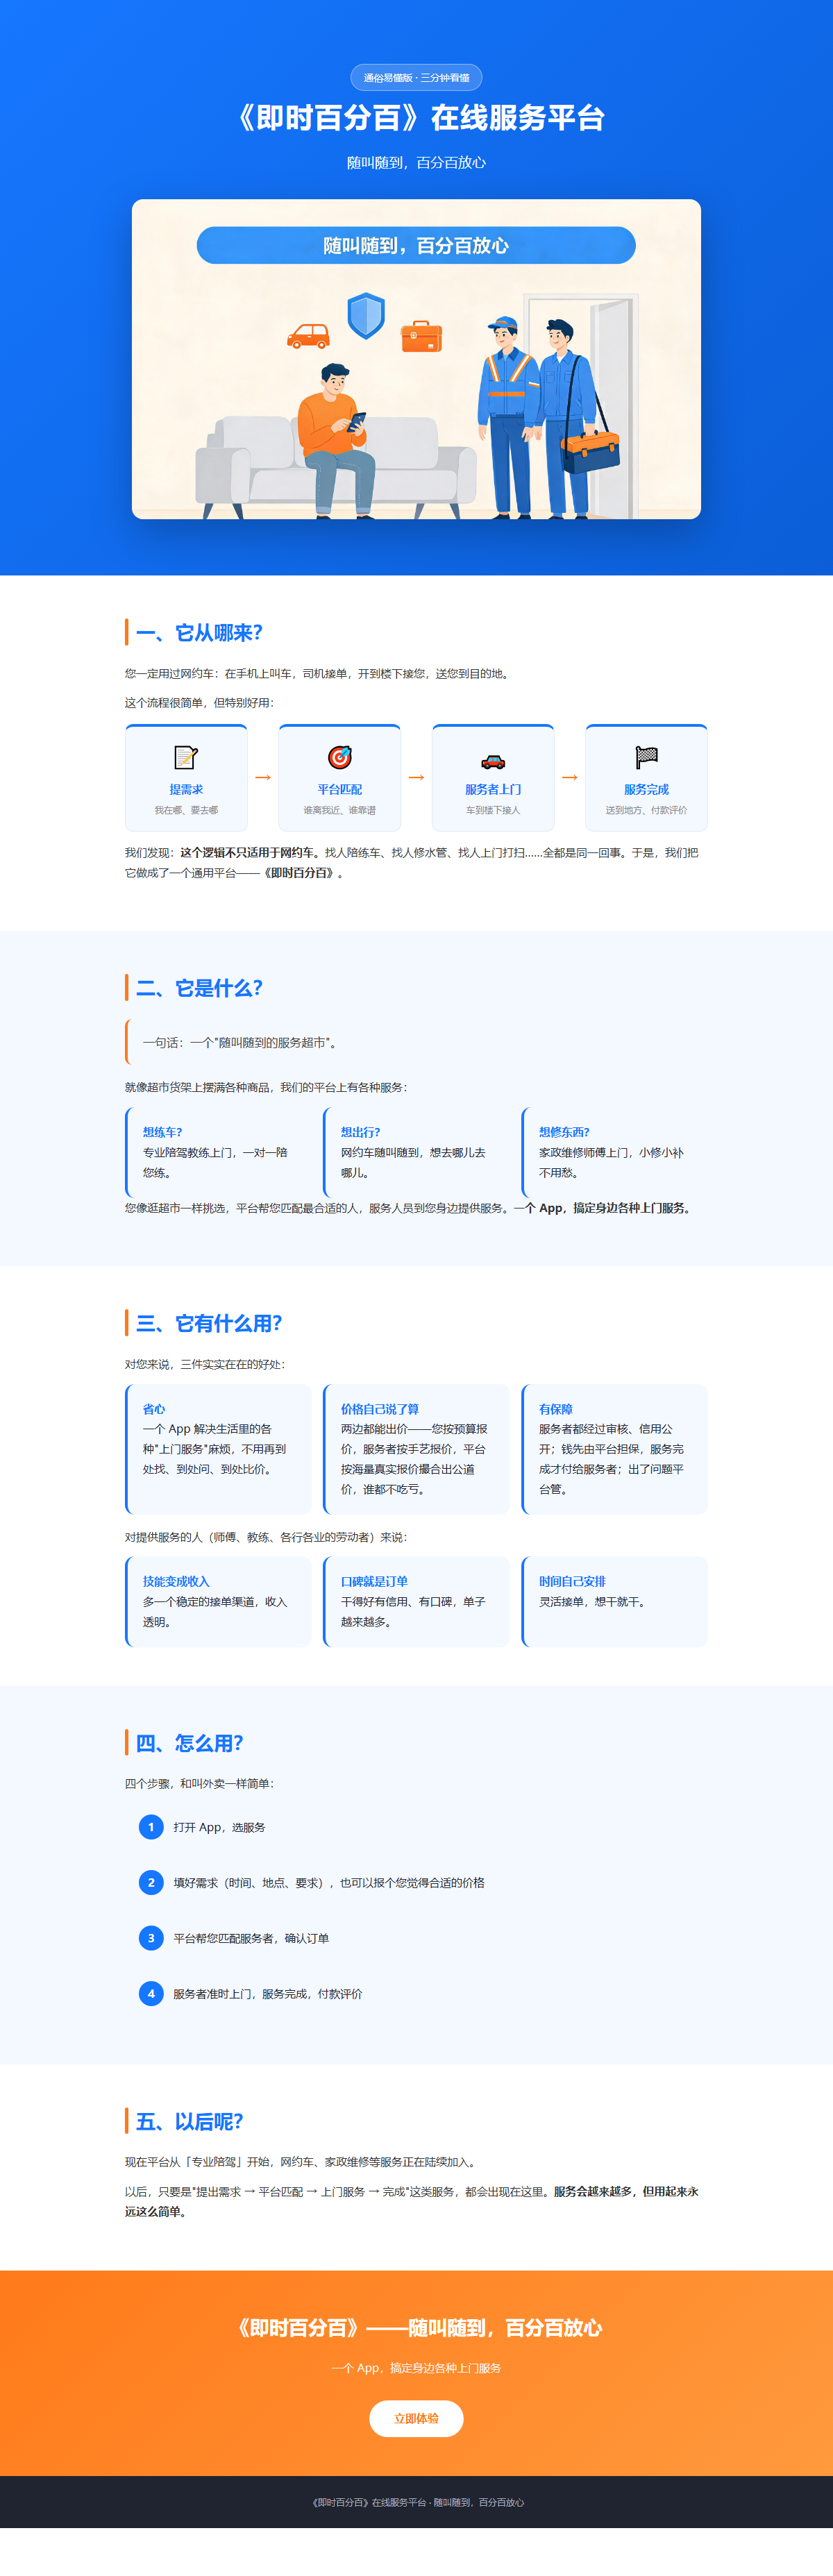 通俗易懂版 · 三分钟看懂
《即时百分百》在线服务平台
随叫随到，百分百放心
随叫随到，百分百放心
一、它从哪来？
您一定用过网约车：在手机上叫车，司机接单，开到楼下接您，送您到目的地。
这个流程很简单，但特别好用：
提需求
我在哪、要去哪
→
平台匹配
谁离我近、谁靠谱
→
服务者上门
车到楼下接人
→
服务完成
送到地方、付款评价
我们发现：这个逻辑不只适用于网约车。找人陪练车、找人修水管、找人上门打扫……全都是同一回事。于是，我们把
它做成了一个通用平台——《即时百分百》。
二、它是什么？
一句话：一个"随叫随到的服务超市"。
就像超市货架上摆满各种商品，我们的平台上有各种服务：
想练车？
专业陪驾教练上门，一对一陪
您练。
想出行？
网约车随叫随到，想去哪儿去
哪儿。
想修东西？
家政维修师傅上门，小修小补
不用愁。
您像逛超市一样挑选，平台帮您匹配最合适的人，服务人员到您身边提供服务。一个 App，搞定身边各种上门服务。
三、它有什么用？
对您来说，三件实实在在的好处：
省心
一个 App 解决生活里的各
种"上门服务"麻烦，不用再到
处找、到处问、到处比价。
价格自己说了算
两边都能出价——您按预算报
价，服务者按手艺报价，平台
按海量真实报价撮合出公道
价，谁都不吃亏。
有保障
服务者都经过审核、信用公
开；钱先由平台担保，服务完
成才付给服务者；出了问题平
台管。
对提供服务的人（师傅、教练、各行各业的劳动者）来说：
技能变成收入
多一个稳定的接单渠道，收入
透明。
口碑就是订单
干得好有信用、有口碑，单子
越来越多。
时间自己安排
灵活接单，想干就干。
四、怎么用？
四个步骤，和叫外卖一样简单：
1 打开 App，选服务
2 填好需求（时间、地点、要求），也可以报个您觉得合适的价格
3 平台帮您匹配服务者，确认订单
4 服务者准时上门，服务完成，付款评价
五、以后呢？
现在平台从「专业陪驾」开始，网约车、家政维修等服务正在陆续加入。
以后，只要是"提出需求 → 平台匹配 → 上门服务 → 完成"这类服务，都会出现在这里。服务会越来越多，但用起来永
远这么简单。
《即时百分百》——随叫随到，百分百放心
一个 App，搞定身边各种上门服务
立即体验
《即时百分百》在线服务平台 · 随叫随到，百分百放心